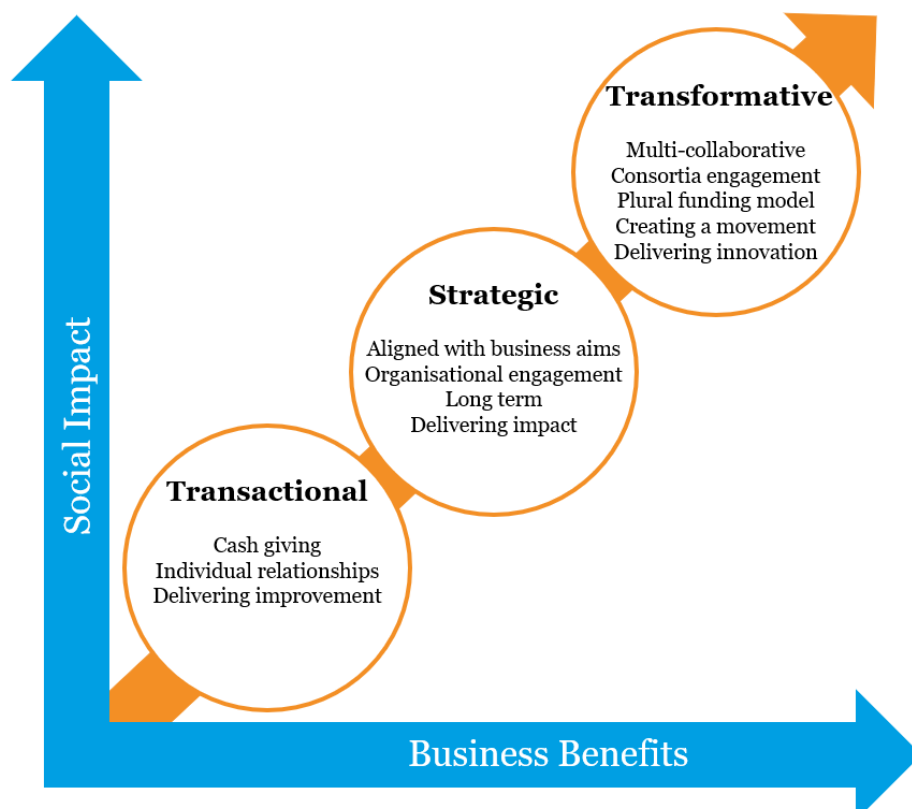 Transformative
Multi-collaborative
Consortia engagement
Plural funding model
Creating a movement
Delivering innovation
Strategic
Aligned with business aims
Organisational engagement
Long term
Delivering impact
Transactional
Cash giving
Individual relationships
Delivering improvement
Social Impact
Business Benefits